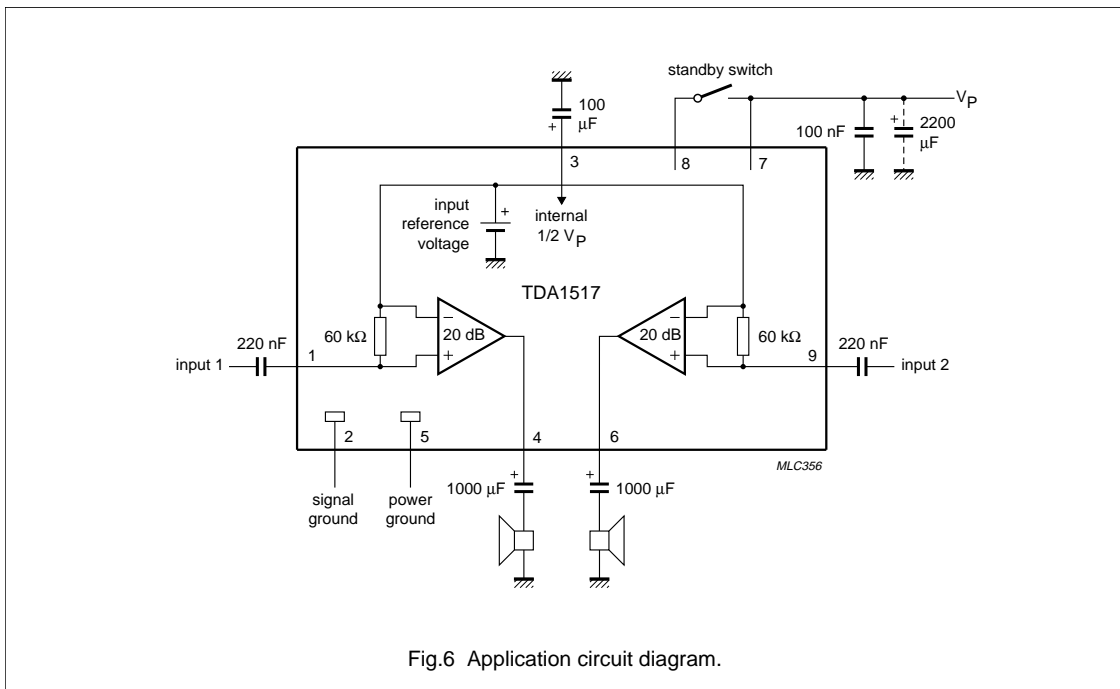 standby switch
100
µF
+
3
8
7
VP
100 nF
+
2200
µF
input
reference
voltage
+
internal
1/2 VP
TDA1517
60 kΩ
−
+
20 dB
20 dB
−
+
60 kΩ
220 nF
input 1
1
9
220 nF
input 2
2
5
4
6
MLC356
signal
ground
power
ground
1000 µF
+
+
1000 µF
Fig.6 Application circuit diagram.